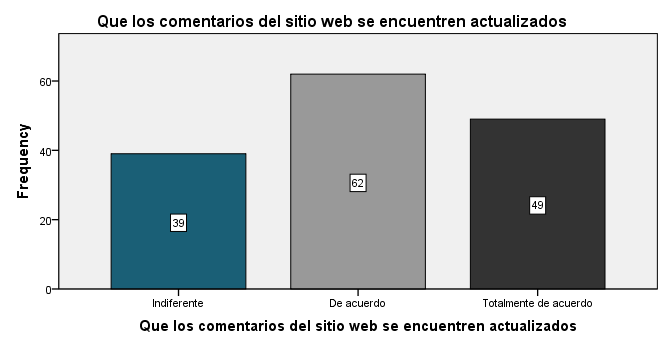 Que los comentarios del sitio web se encuentren actualizados
Frequency
60
40
20
0
39
62
49
Indiferente
De acuerdo
Totalmente de acuerdo
Que los comentarios del sitio web se encuentren actualizados